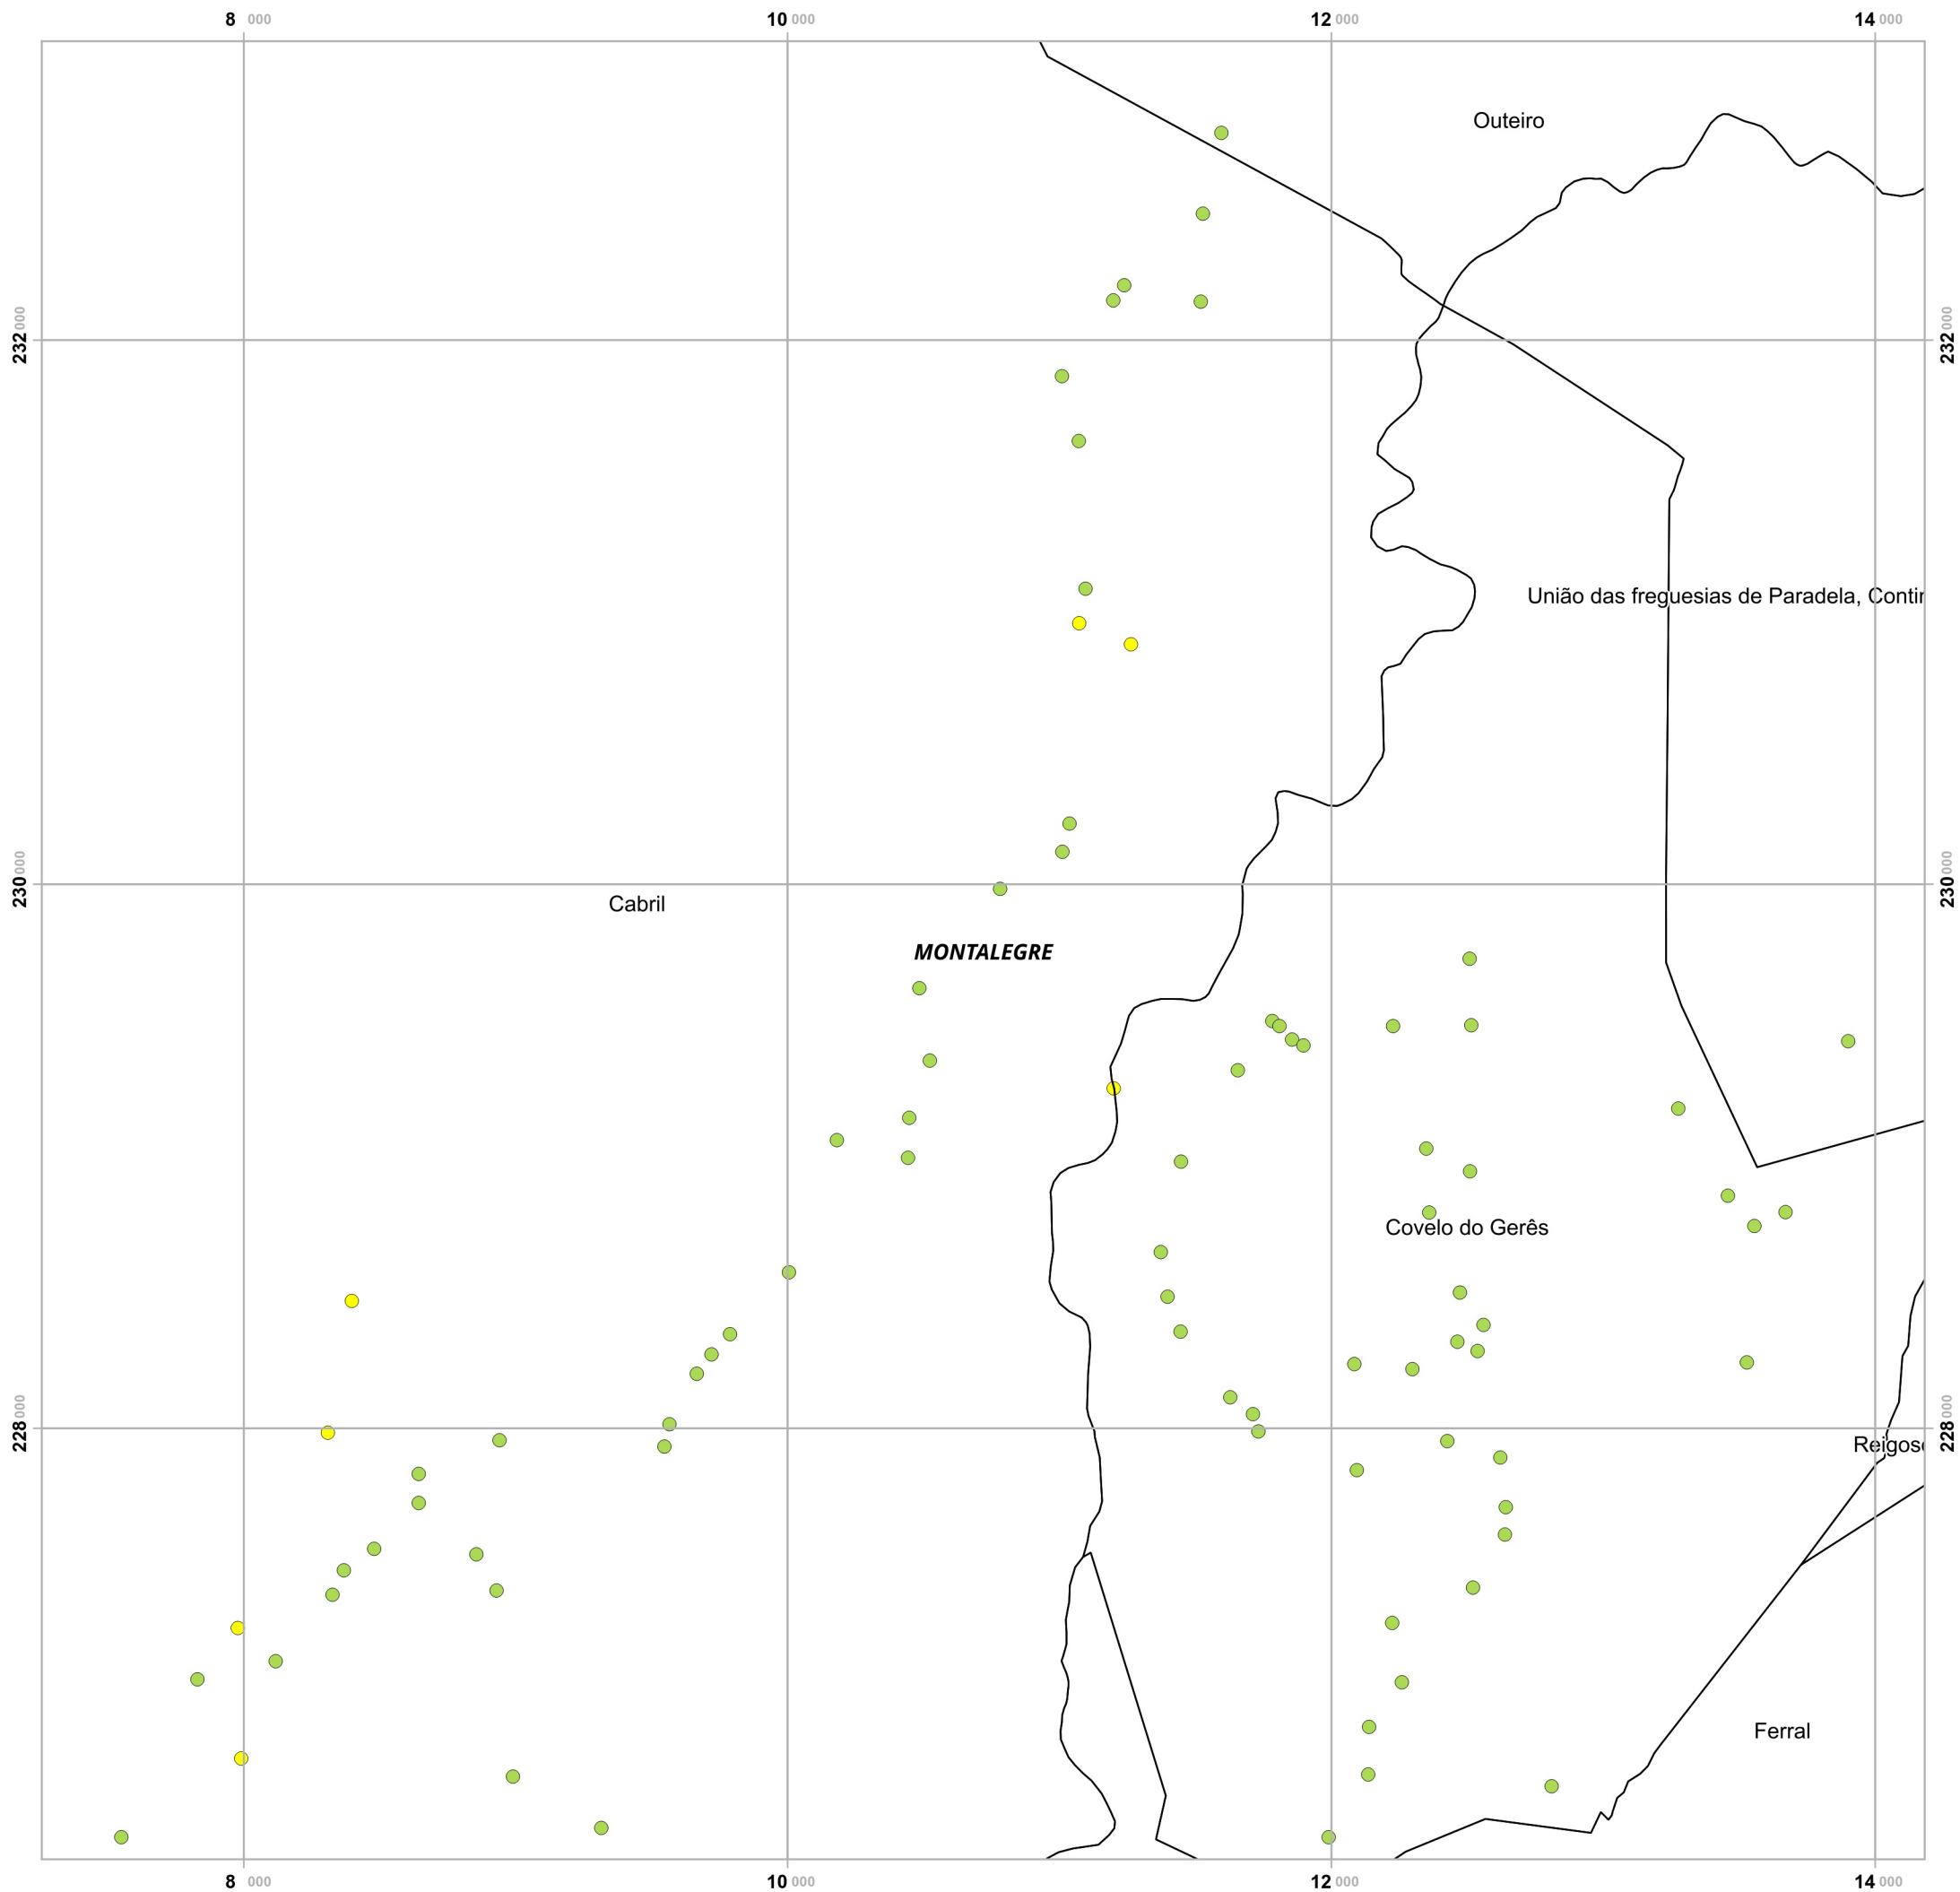 8 000 10 000 12 000 14 000
Outeiro
232 000 232 000
União das freguesias de Paradela, Contin
230 000 230 000
Cabril
MONTALEGRE
Covelo do Gerês
228 000 228 000
Reigoso
Ferral
8 000 10 000 12 000 14 000